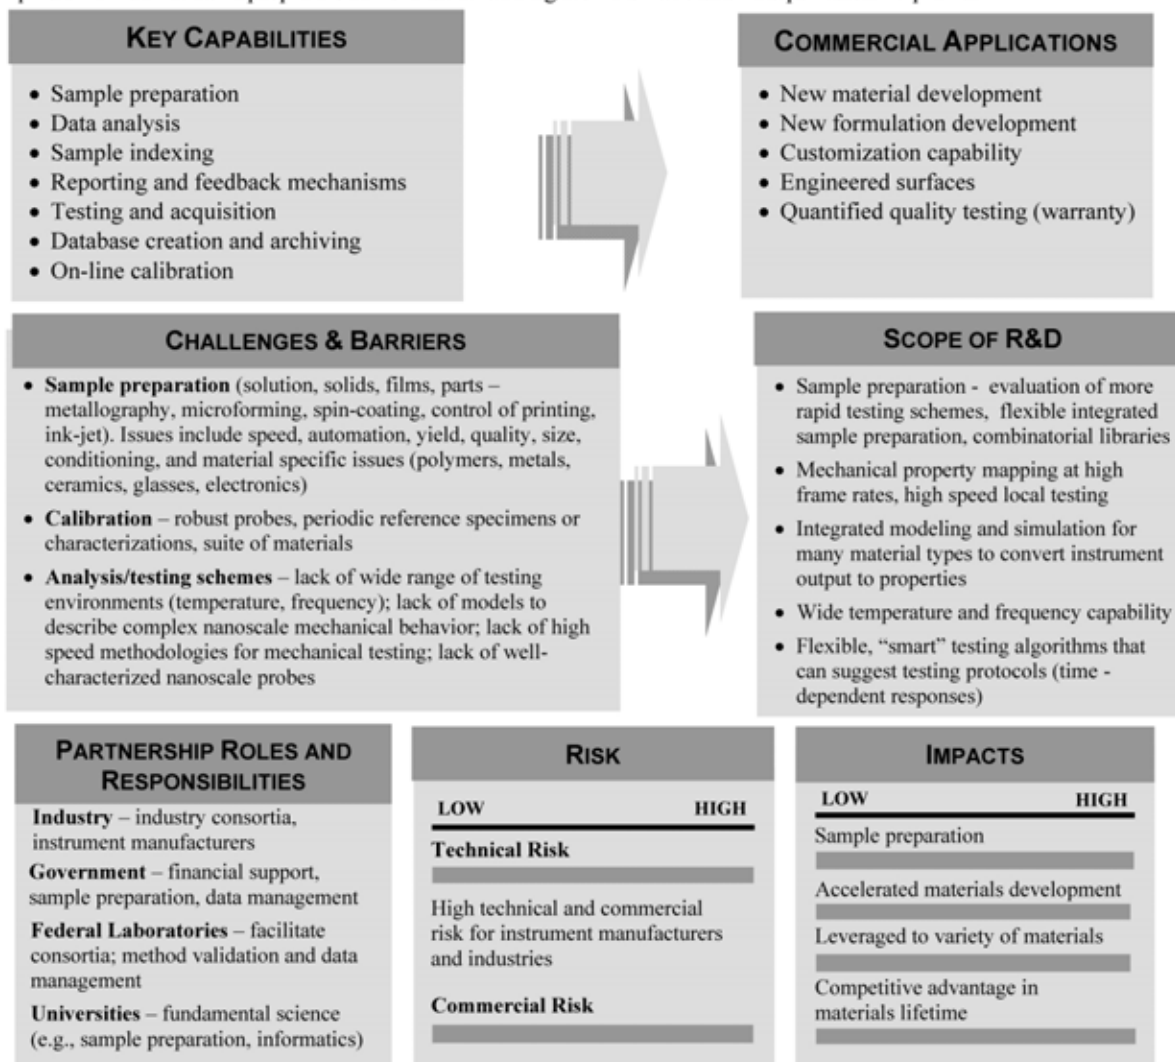 KEY CAPABILITIES
• Sample preparation
• Data analysis
• Sample indexing
• Reporting and feedback mechanisms
• Testing and acquisition
• Database creation and archiving
• On-line calibration
COMMERCIAL APPLICATIONS
• New material development
• New formulation development
• Customization capability
• Engineered surfaces
• Quantified quality testing (warranty)
CHALLENGES & BARRIERS
• Sample preparation (solution, solids, films, parts –
metallography, microforming, spin-coating, control of printing,
ink-jet). Issues include speed, automation, yield, quality, size,
conditioning, and material specific issues (polymers, metals,
ceramics, glasses, electronics)
• Calibration – robust probes, periodic reference specimens or
characterizations, suite of materials
• Analysis/testing schemes – lack of wide range of testing
environments (temperature, frequency); lack of models to
describe complex nanoscale mechanical behavior; lack of high
speed methodologies for mechanical testing; lack of well-
characterized nanoscale probes
SCOPE OF R&D
• Sample preparation - evaluation of more
rapid testing schemes, flexible integrated
sample preparation, combinatorial libraries
• Mechanical property mapping at high
frame rates, high speed local testing
• Integrated modeling and simulation for
many material types to convert instrument
output to properties
• Wide temperature and frequency capability
• Flexible, “smart” testing algorithms that
can suggest testing protocols (time -
dependent responses)
PARTNERSHIP ROLES AND
RESPONSIBILITIES
Industry – industry consortia,
instrument manufacturers
Government – financial support,
sample preparation, data management
Federal Laboratories – facilitate
consortia; method validation and data
management
Universities – fundamental science
(e.g., sample preparation, informatics)
RISK
LOW HIGH
Technical Risk
High technical and commercial
risk for instrument manufacturers
and industries
Commercial Risk
IMPACTS
LOW HIGH
Sample preparation
Accelerated materials development
Leveraged to variety of materials
Competitive advantage in
materials lifetime